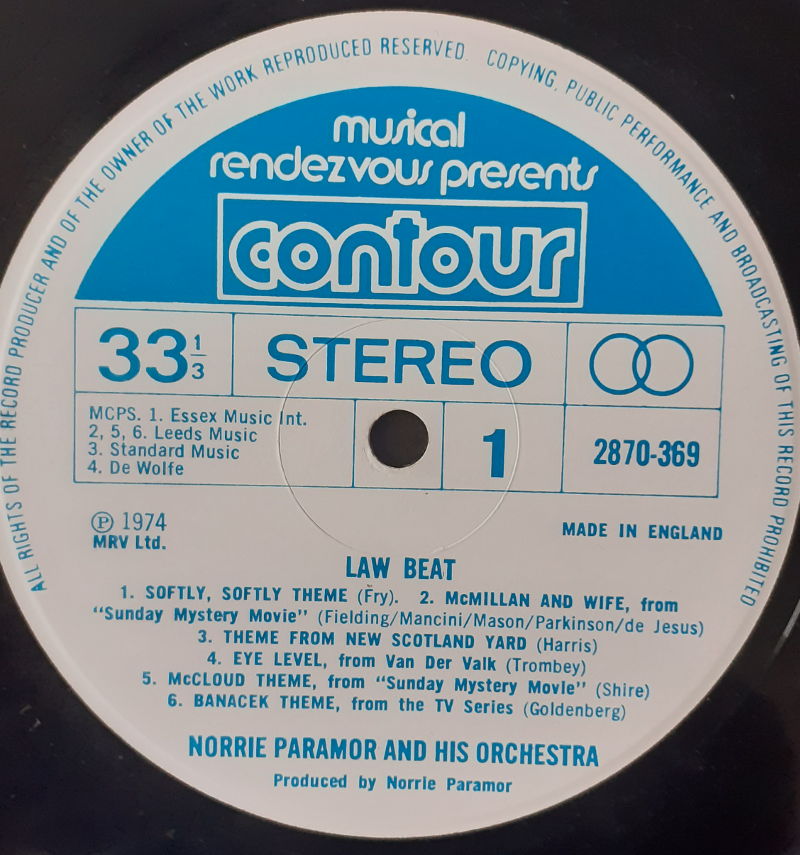 ALL RIGHTS OF THE RECORD PRODUCER AND OF THE OWNER OF THE WORK REPRODUCED RESERVED. COPYING, PUBLIC PERFORMANCE AND BROADCASTING OF THIS RECORD PROHIBITED
musical
rendezvous presents
contour
33 1/3
STEREO
MCPS. 1. Essex Music Int.
2, 5, 6. Leeds Music
3. Standard Music
4. De Wolfe
1
2870-369
Ⓟ 1974
MRV Ltd.
MADE IN ENGLAND
LAW BEAT
1. SOFTLY, SOFTLY THEME (Fry). 2. McMILLAN AND WIFE, from
"Sunday Mystery Movie" (Fielding/Mancini/Mason/Parkinson/de Jesus)
3. THEME FROM NEW SCOTLAND YARD (Harris)
4. EYE LEVEL, from Van Der Valk (Trombey)
5. McCLOUD THEME, from "Sunday Mystery Movie" (Shire)
6. BANACEK THEME, from the TV Series (Goldenberg)
NORRIE PARAMOR AND HIS ORCHESTRA
Produced by Norrie Paramor